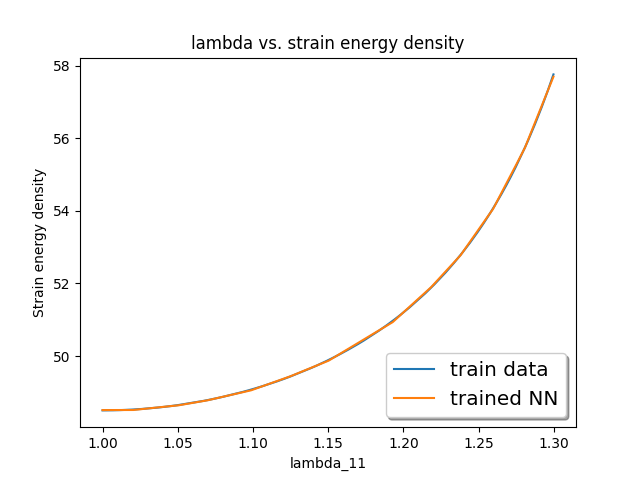 lambda vs. strain energy density
58
56
54
52
50
Strain energy density
train data
trained NN
1.00 1.05 1.10 1.15 1.20 1.25 1.30
lambda_11